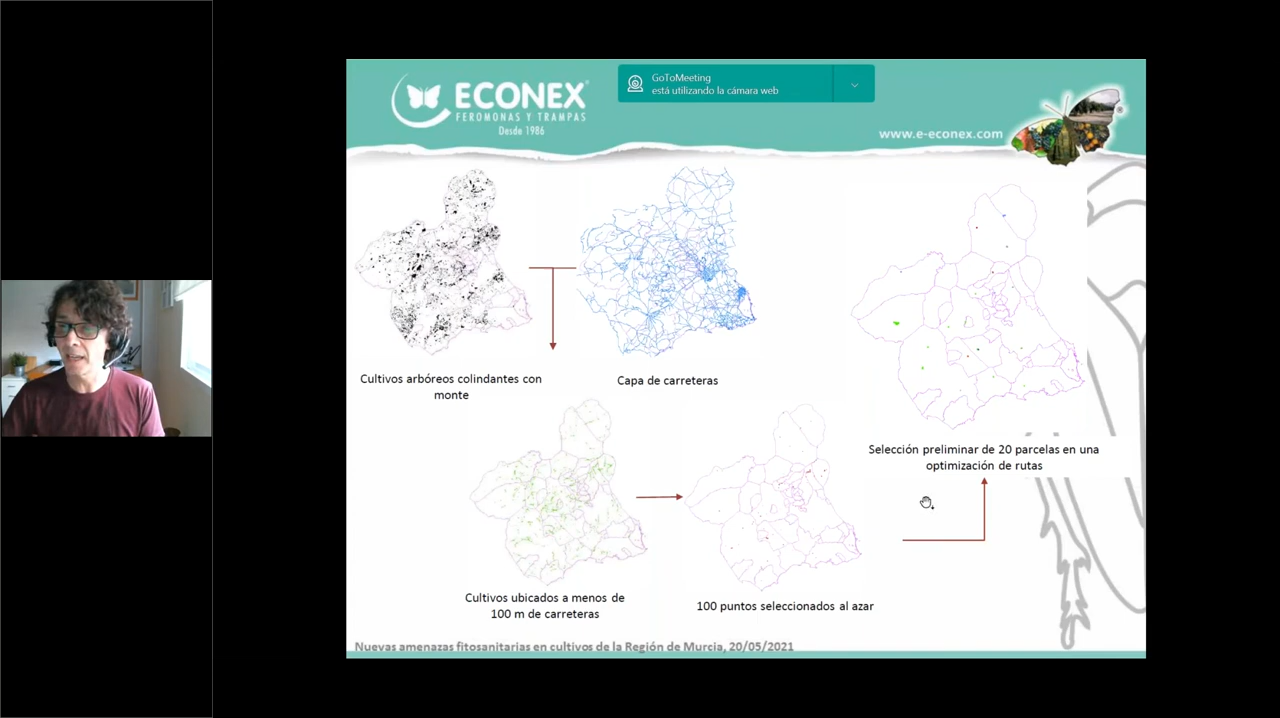 GoToMeeting
está utilizando la cámara web
ECONEX
FEROMONAS Y TRAMPAS
Desde 1986
www.e-econex.com
Cultivos arbóreos colindantes con
monte
Capa de carreteras
Selección preliminar de 20 parcelas en una
optimización de rutas
Cultivos ubicados a menos de
100 m de carreteras
100 puntos seleccionados al azar
Nuevas amenazas fitosanitarias en cultivos de la Región de Murcia, 20/05/2021